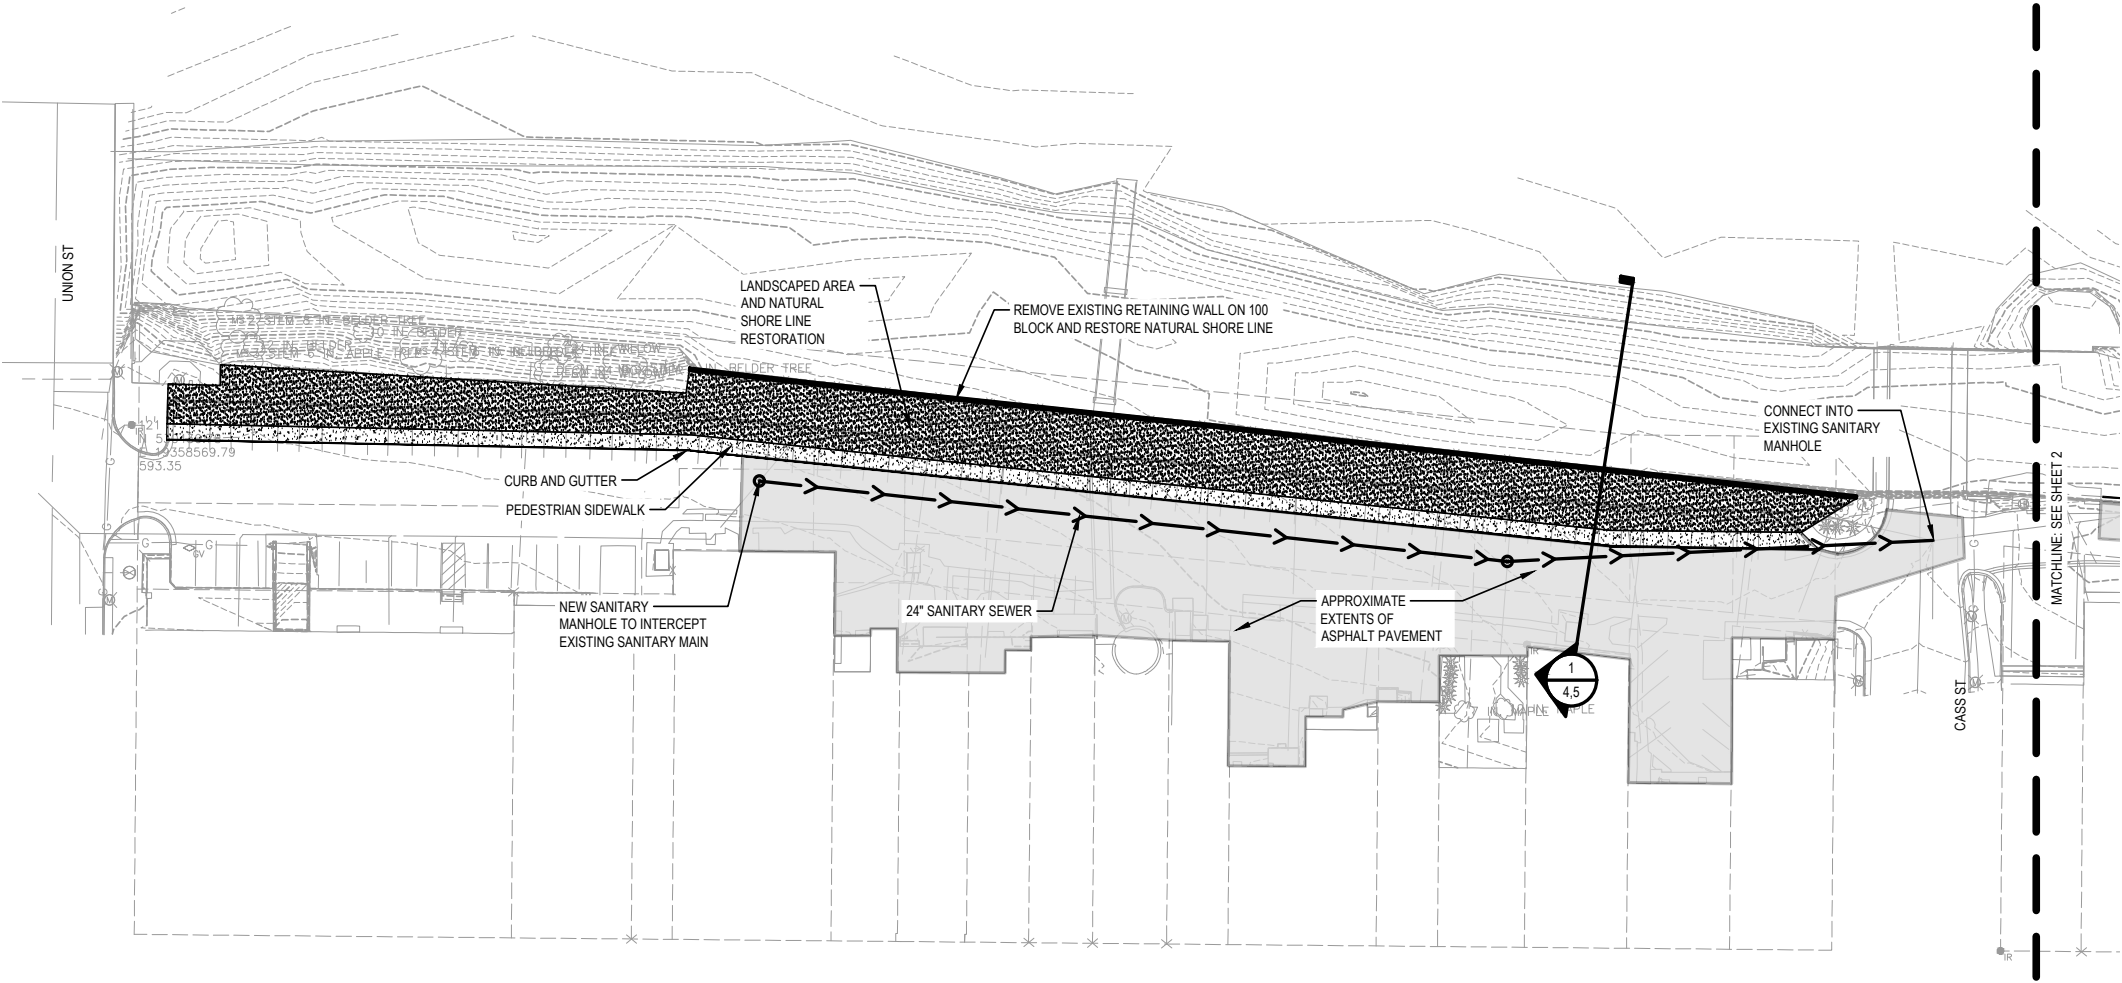 UNION ST
LANDSCAPED AREA
AND NATURAL
SHORE LINE
RESTORATION
REMOVE EXISTING RETAINING WALL ON 100
BLOCK AND RESTORE NATURAL SHORE LINE
CONNECT INTO
EXISTING SANITARY
MANHOLE
593.35
CURB AND GUTTER
PEDESTRIAN SIDEWALK
MATCHLINE: SEE SHEET 2
NEW SANITARY
MANHOLE TO INTERCEPT
EXISTING SANITARY MAIN
24" SANITARY SEWER
APPROXIMATE
EXTENTS OF
ASPHALT PAVEMENT
1
4,5
CASS ST
G
G
GV
IR
IR